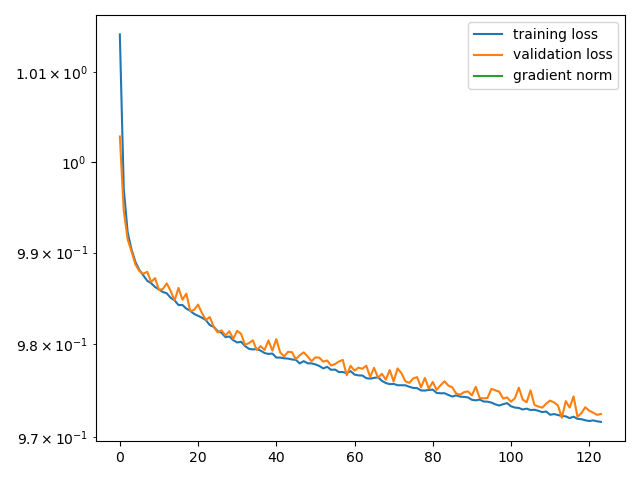 training loss
validation loss
gradient norm
1.01 × 10⁰
10⁰
9.9 × 10⁻¹
9.8 × 10⁻¹
9.7 × 10⁻¹
0 20 40 60 80 100 120